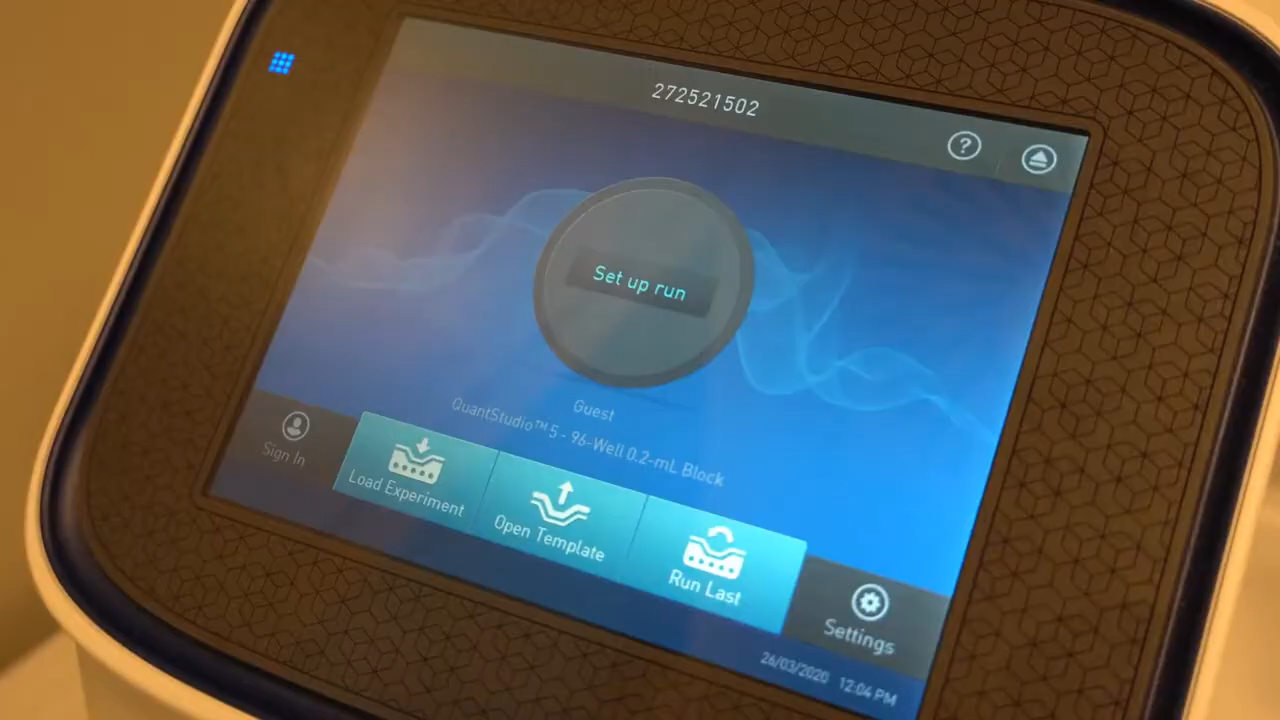 272521502
?
Set up run
Guest
QuantStudio™ 5 - 96-Well 0.2-mL Block
Sign In
Load Experiment
Open Template
Run Last
Settings
26/03/2020 12:04 PM